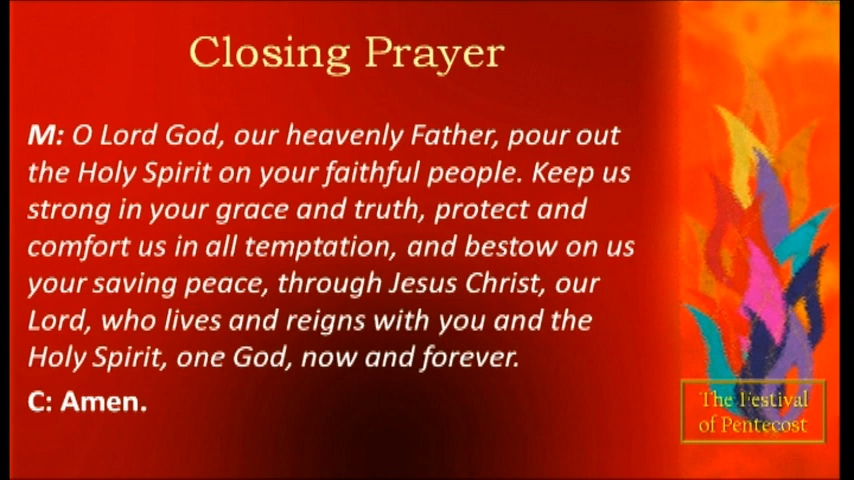 Closing Prayer
M: O Lord God, our heavenly Father, pour out
the Holy Spirit on your faithful people. Keep us
strong in your grace and truth, protect and
comfort us in all temptation, and bestow on us
your saving peace, through Jesus Christ, our
Lord, who lives and reigns with you and the
Holy Spirit, one God, now and forever.
C: Amen.
The Festival
of Pentecost